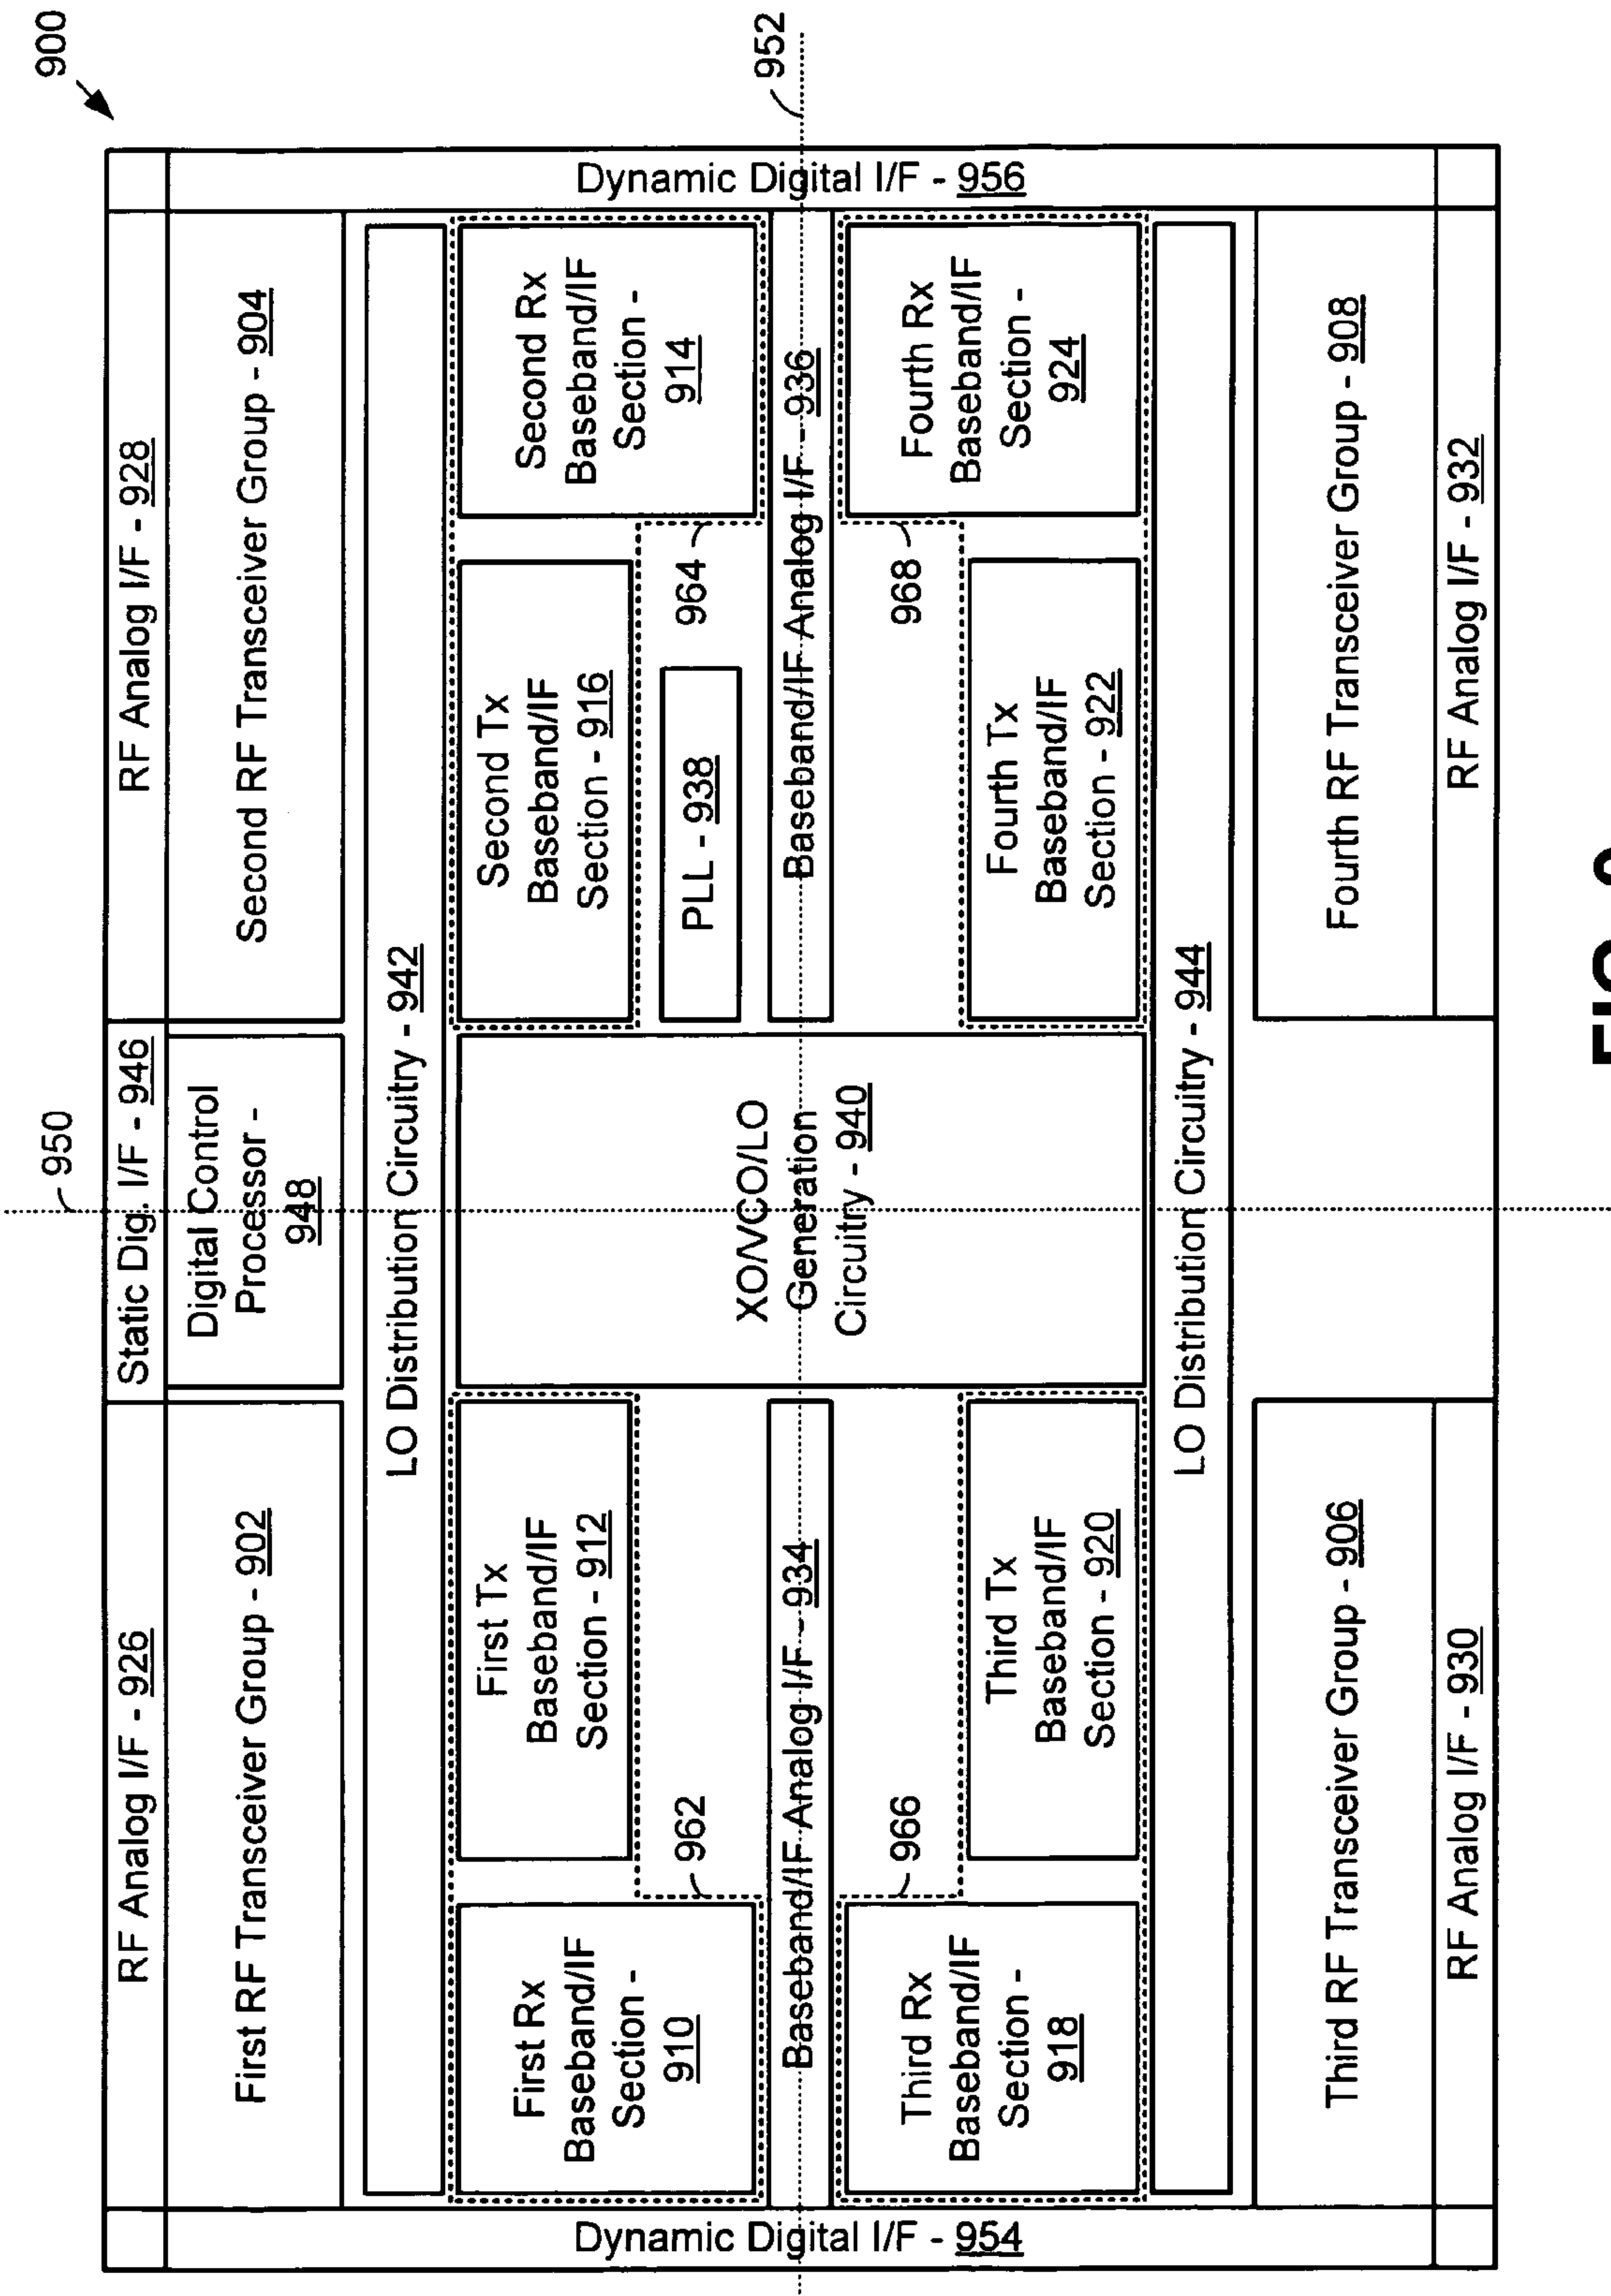 900
950
RF Analog I/F - 926
Static Dig. I/F - 946
RF Analog I/F - 928
First RF Transceiver Group - 902
Digital Control
Processor -
948
Second RF Transceiver Group - 904
LO Distribution Circuitry - 942
First Rx
Baseband/IF
Section -
910
First Tx
Baseband/IF
Section - 912
962
Second Tx
Baseband/IF
Section - 916
Second Rx
Baseband/IF
Section -
914
964
PLL - 938
XO/VCO/LO
Generation
Circuitry - 940
Dynamic Digital I/F - 954
Baseband/IF Analog I/F - 934
Baseband/IF Analog I/F - 936
Dynamic Digital I/F - 956
952
Third Rx
Baseband/IF
Section -
918
966
Third Tx
Baseband/IF
Section - 920
Fourth Tx
Baseband/IF
Section - 922
968
Fourth Rx
Baseband/IF
Section -
924
LO Distribution Circuitry - 944
Third RF Transceiver Group - 906
Fourth RF Transceiver Group - 908
RF Analog I/F - 930
RF Analog I/F - 932